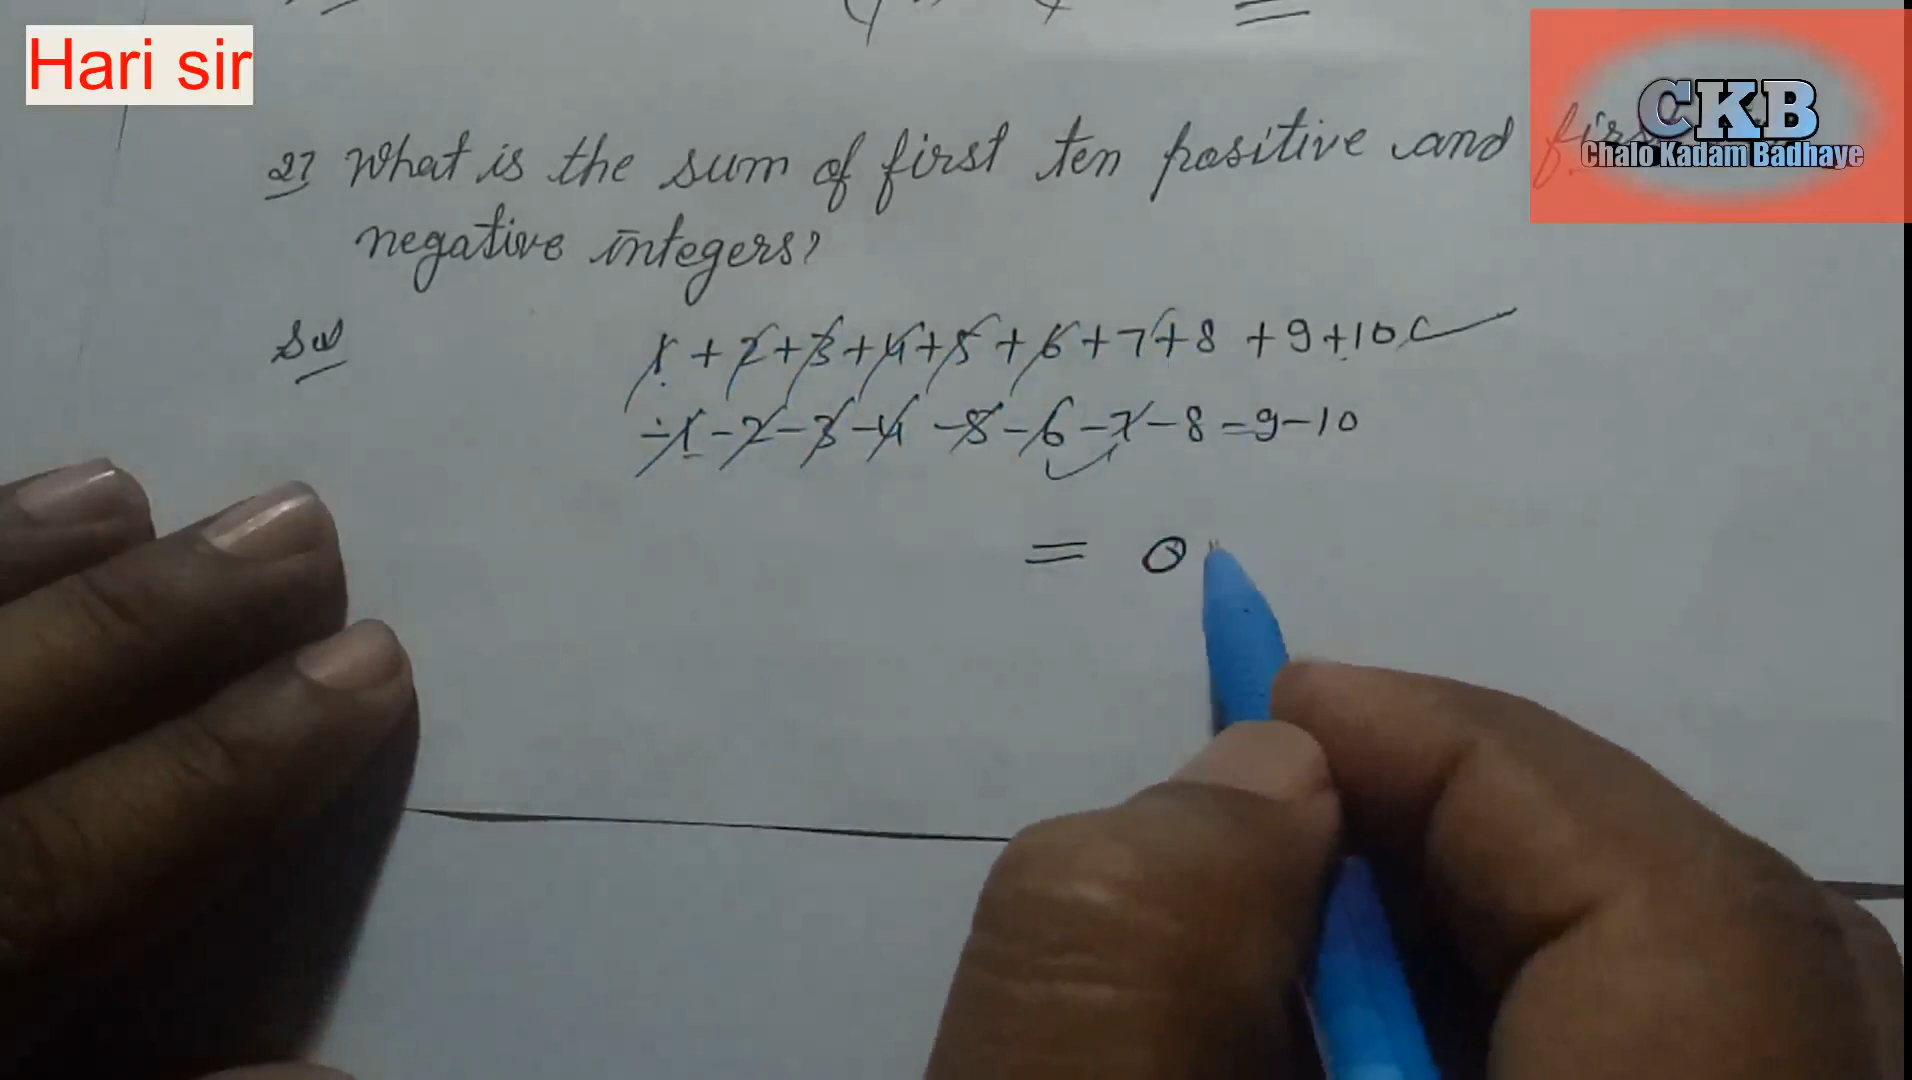 Hari sir
CKB
Chalo Kadam Badhaye
27 What is the sum of first ten positive and first
negative integers?
Sol
1 + 2 + 3 + 4 + 5 + 6 + 7 + 8 + 9 + 10
- 1 - 2 - 3 - 4 - 5 - 6 - 7 - 8 - 9 - 10
= 0